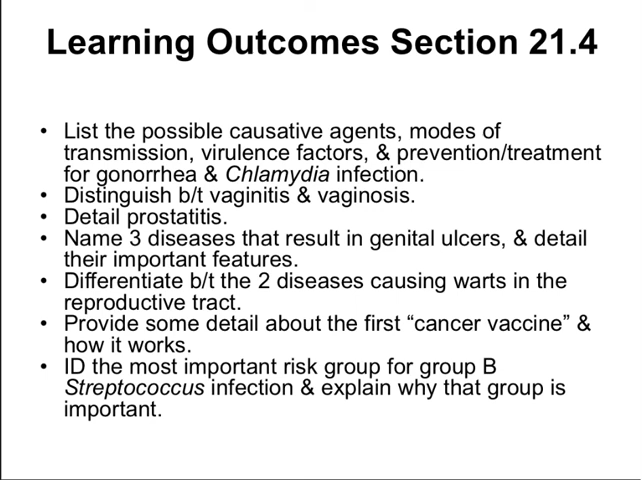 Learning Outcomes Section 21.4
• List the possible causative agents, modes of
transmission, virulence factors, & prevention/treatment
for gonorrhea & Chlamydia infection.
• Distinguish b/t vaginitis & vaginosis.
• Detail prostatitis.
• Name 3 diseases that result in genital ulcers, & detail
their important features.
• Differentiate b/t the 2 diseases causing warts in the
reproductive tract.
• Provide some detail about the first “cancer vaccine” &
how it works.
• ID the most important risk group for group B
Streptococcus infection & explain why that group is
important.